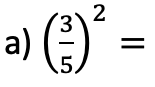 a) (3/5)² =